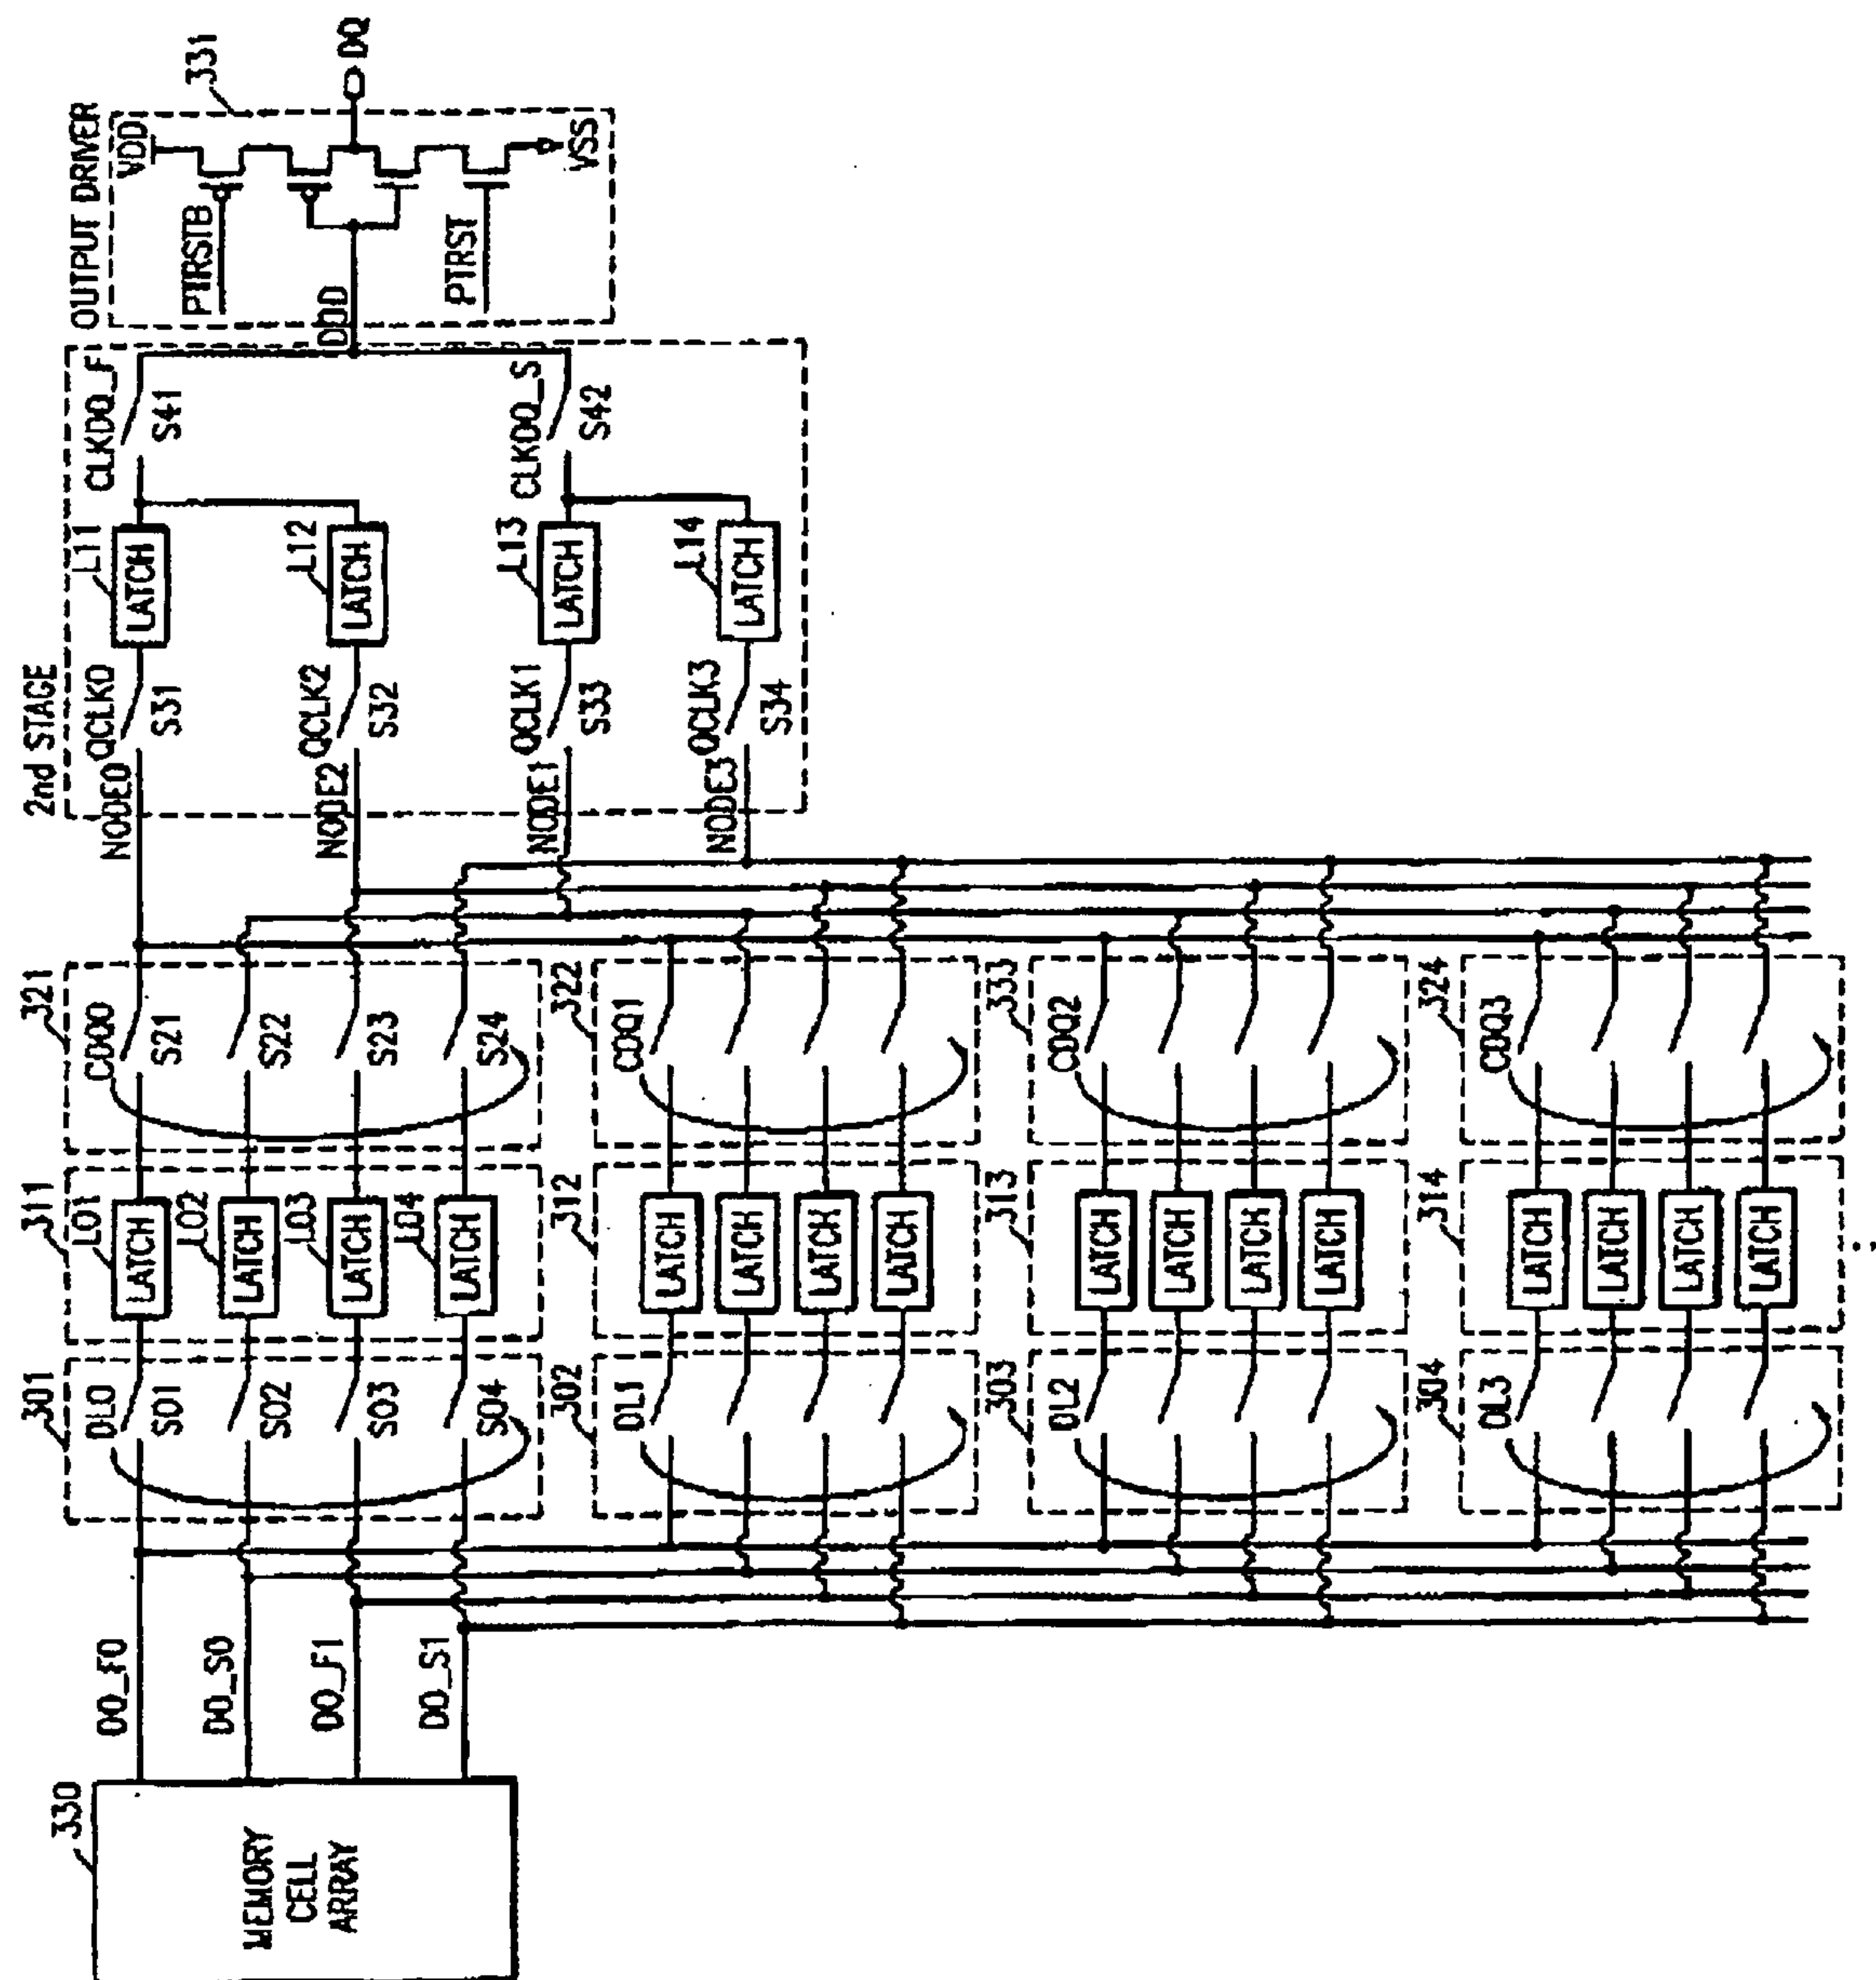 330
MEMORY
CELL
ARRAY
DO_F0
DO_S0
DO_F1
DO_S1
301
DL0
S01
S02
S03
S04
302
DL1
303
DL2
304
DL3
311
L01
LATCH
L02
LATCH
L03
LATCH
L04
LATCH
312
LATCH
LATCH
LATCH
LATCH
313
LATCH
LATCH
LATCH
LATCH
314
LATCH
LATCH
LATCH
LATCH
321
CDQ0
S21
S22
S23
S24
322
CDQ1
333
CDQ2
324
CDQ3
2nd STAGE
NODE0
QCLK0
S31
L11
LATCH
CLKDQ_F
S41
NODE2
QCLK2
S32
L12
LATCH
NODE1
QCLK1
S33
L13
LATCH
CLKDQ_S
S42
NODE3
QCLK3
S34
L14
LATCH
OUTPUT DRIVER
331
VDD
PTRSTB
DOD
PTRST
VSS
DQ